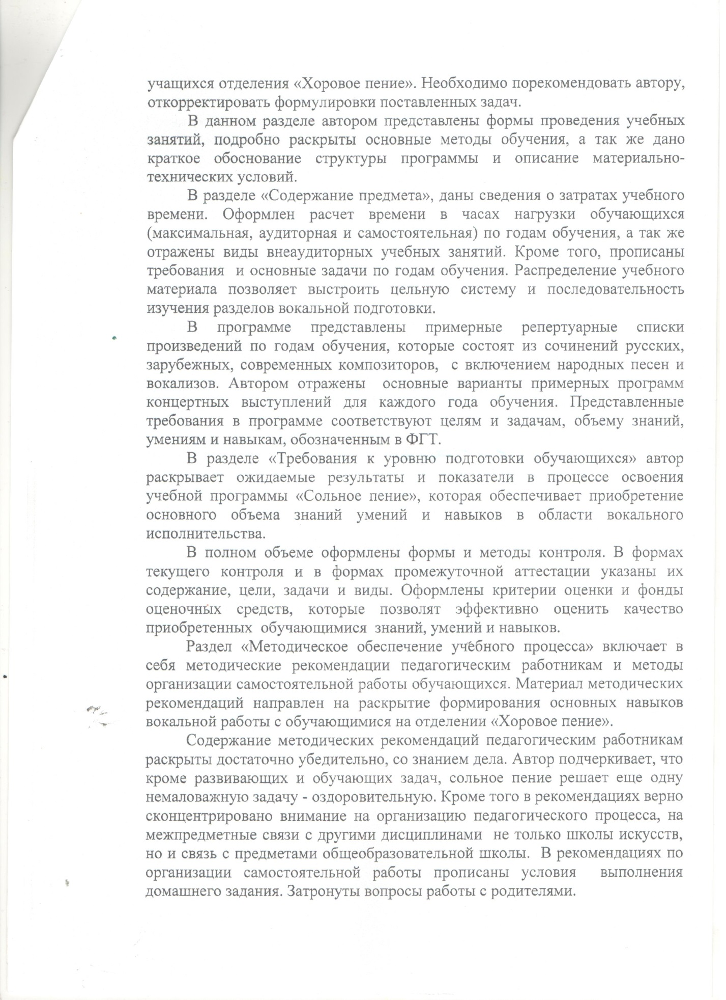 учащихся отделения «Хоровое пение». Необходимо порекомендовать автору,
откорректировать формулировки поставленных задач.
В данном разделе автором представлены формы проведения учебных
занятий, подробно раскрыты основные методы обучения, а так же дано
краткое обоснование структуры программы и описание материально-
технических условий.
В разделе «Содержание предмета», даны сведения о затратах учебного
времени. Оформлен расчет времени в часах нагрузки обучающихся
(максимальная, аудиторная и самостоятельная) по годам обучения, а так же
отражены виды внеаудиторных учебных занятий. Кроме того, прописаны
требования и основные задачи по годам обучения. Распределение учебного
материала позволяет выстроить цельную систему и последовательность
изучения разделов вокальной подготовки.
В программе представлены примерные репертуарные списки
произведений по годам обучения, которые состоят из сочинений русских,
зарубежных, современных композиторов, с включением народных песен и
вокализов. Автором отражены основные варианты примерных программ
концертных выступлений для каждого года обучения. Представленные
требования в программе соответствуют целям и задачам, объему знаний,
умениям и навыкам, обозначенным в ФГТ.
В разделе «Требования к уровню подготовки обучающихся» автор
раскрывает ожидаемые результаты и показатели в процессе освоения
учебной программы «Сольное пение», которая обеспечивает приобретение
основного объема знаний умений и навыков в области вокального
исполнительства.
В полном объеме оформлены формы и методы контроля. В формах
текущего контроля и в формах промежуточной аттестации указаны их
содержание, цели, задачи и виды. Оформлены критерии оценки и фонды
оценочных средств, которые позволят эффективно оценить качество
приобретенных обучающимися знаний, умений и навыков.
Раздел «Методическое обеспечение учебного процесса» включает в
себя методические рекомендации педагогическим работникам и методы
организации самостоятельной работы обучающихся. Материал методических
рекомендаций направлен на раскрытие формирования основных навыков
вокальной работы с обучающимися на отделении «Хоровое пение».
Содержание методических рекомендаций педагогическим работникам
раскрыты достаточно убедительно, со знанием дела. Автор подчеркивает, что
кроме развивающих и обучающих задач, сольное пение решает еще одну
немаловажную задачу - оздоровительную. Кроме того в рекомендациях верно
сконцентрировано внимание на организацию педагогического процесса, на
межпредметные связи с другими дисциплинами не только школы искусств,
но и связь с предметами общеобразовательной школы. В рекомендациях по
организации самостоятельной работы прописаны условия выполнения
домашнего задания. Затронуты вопросы работы с родителями.